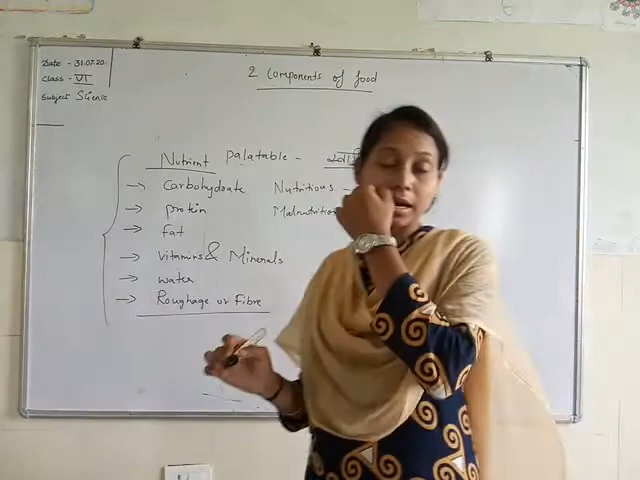 Date - 31.07.20
Class - VI
Subject Science
2 Components of food
Nutrient Palatable -
→ Carbohydrate Nutritious -
→ protein Malnutrition
→ fat
→ vitamins & Minerals
→ water
→ Roughage or Fibre